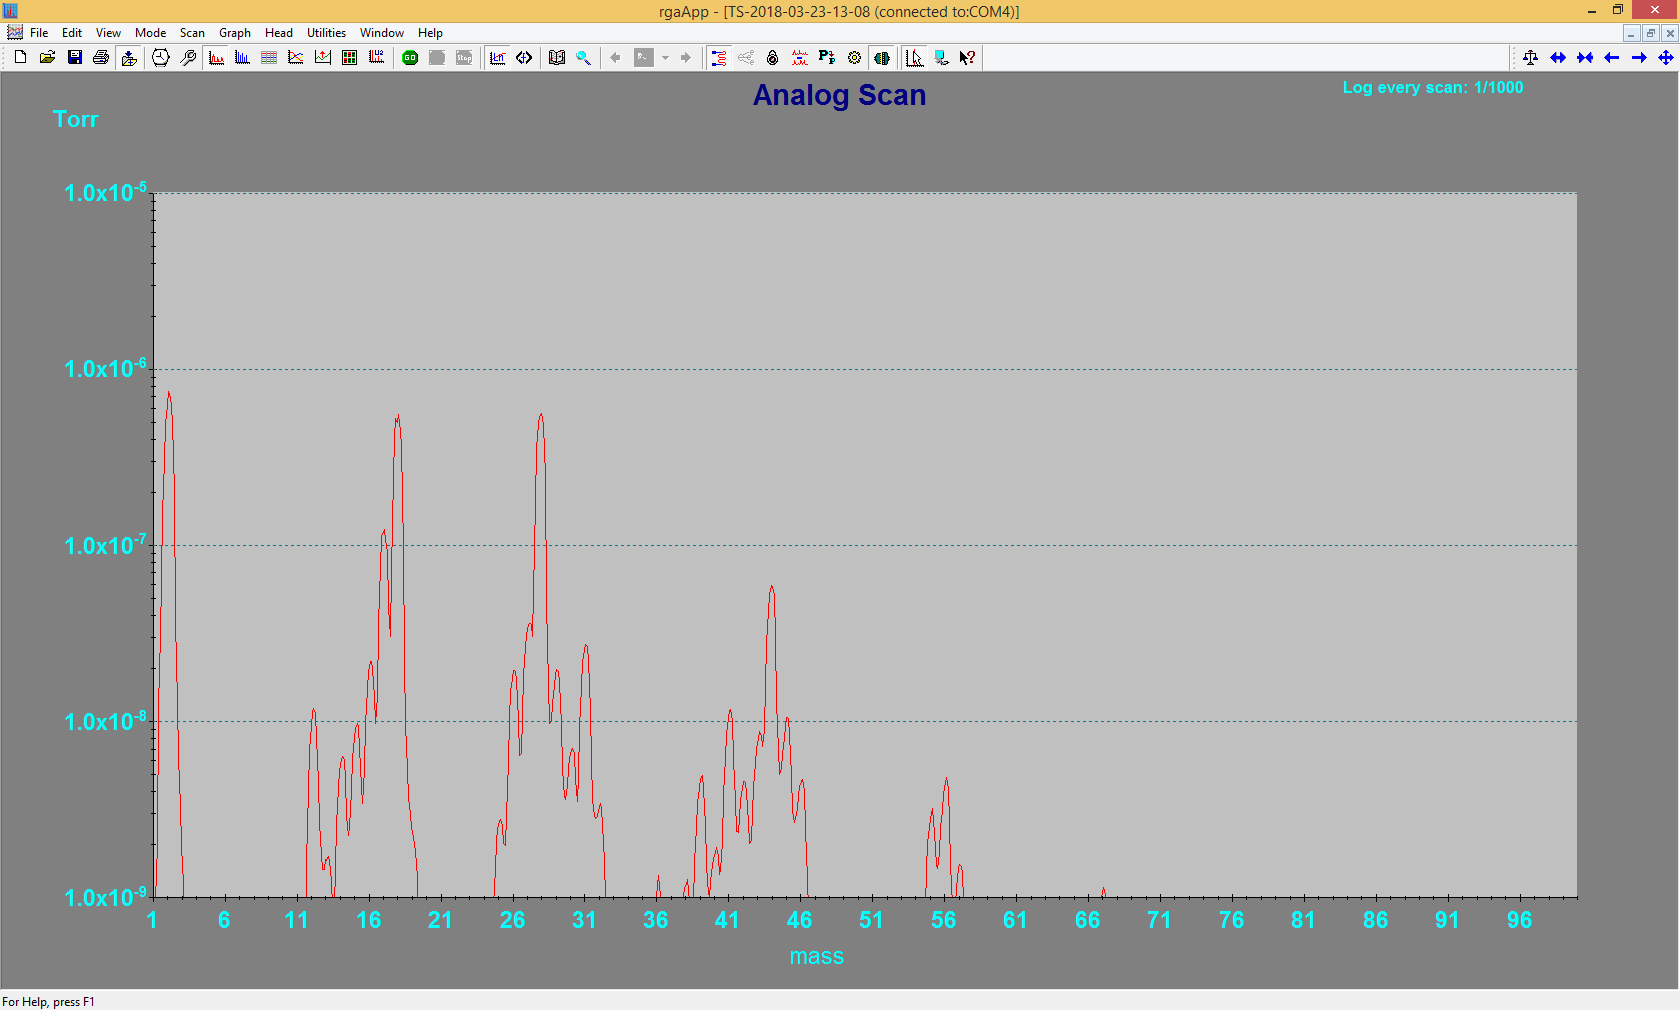 rgaApp - [TS-2018-03-23-13-08 (connected to:COM4)]
File Edit View Mode Scan Graph Head Utilities Window Help
GO Stop
Analog Scan
Log every scan: 1/1000
Torr
1.0x10⁻⁵
1.0x10⁻⁶
1.0x10⁻⁷
1.0x10⁻⁸
1.0x10⁻⁹
1 6 11 16 21 26 31 36 41 46 51 56 61 66 71 76 81 86 91 96
mass
For Help, press F1